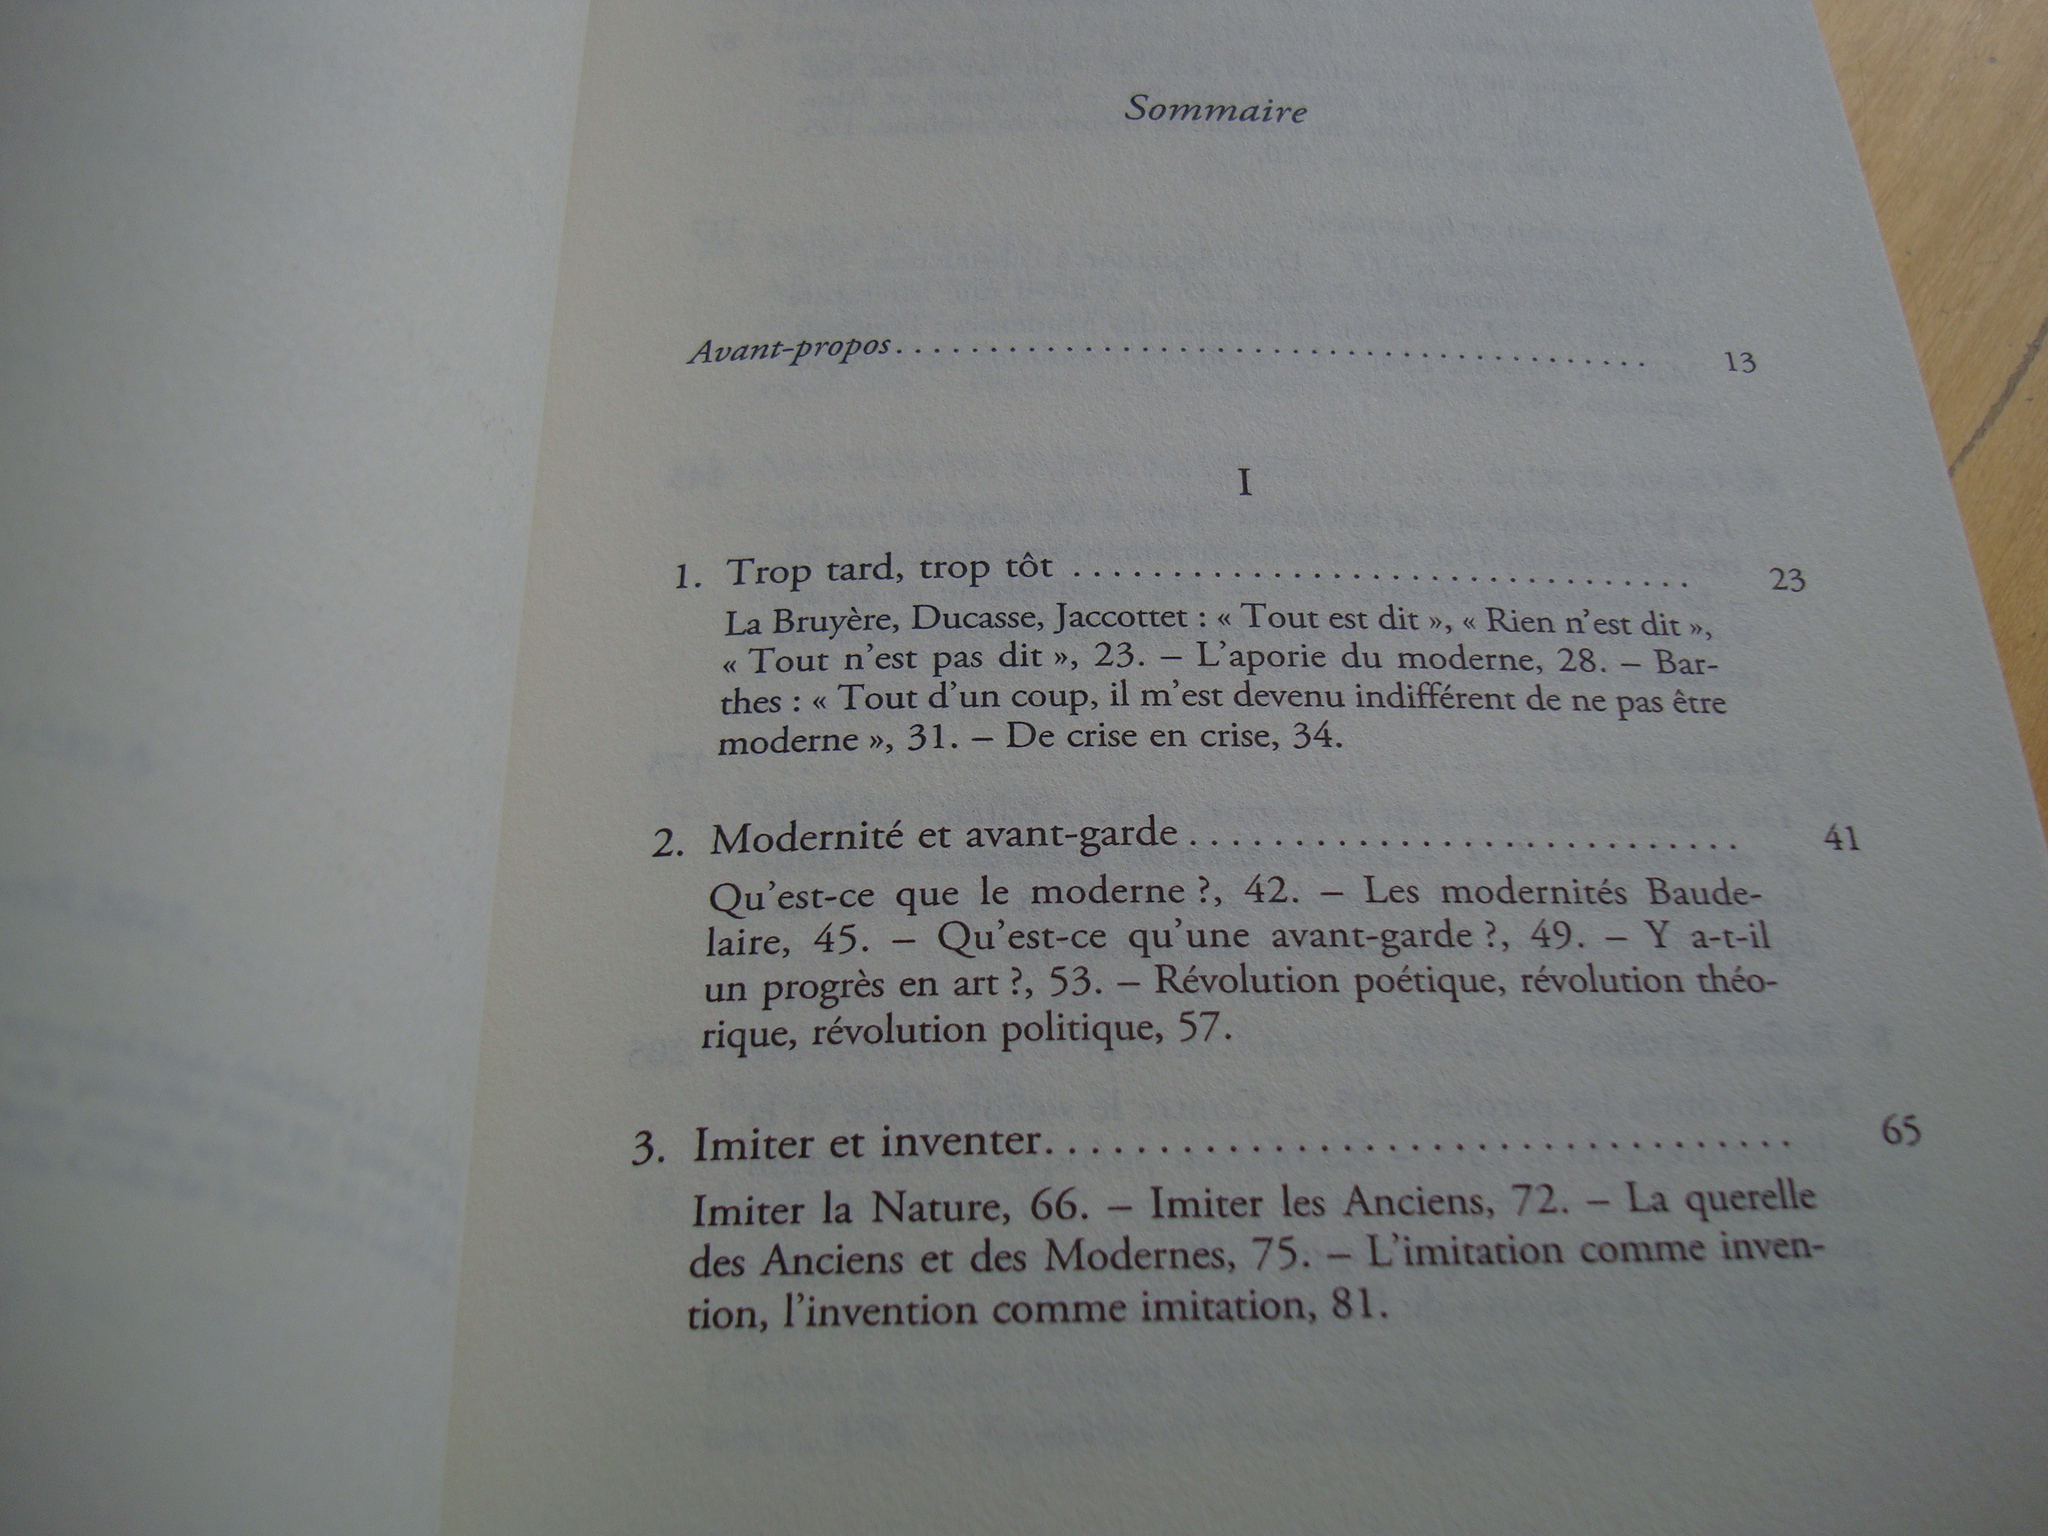 Sommaire
Avant-propos . . . . . . . . . . . . . . . . . . . . . . . . . . . . . . . . . . . . . . . . 13
I
1. Trop tard, trop tôt . . . . . . . . . . . . . . . . . . . . . . . . . . . . . . . . 23
La Bruyère, Ducasse, Jaccottet : « Tout est dit », « Rien n'est dit »,
« Tout n'est pas dit », 23. – L'aporie du moderne, 28. – Bar-
thes : « Tout d'un coup, il m'est devenu indifférent de ne pas être
moderne », 31. – De crise en crise, 34.
2. Modernité et avant-garde . . . . . . . . . . . . . . . . . . . . . . . . . . . 41
Qu'est-ce que le moderne ?, 42. – Les modernités Baude-
laire, 45. – Qu'est-ce qu'une avant-garde ?, 49. – Y a-t-il
un progrès en art ?, 53. – Révolution poétique, révolution théo-
rique, révolution politique, 57.
3. Imiter et inventer . . . . . . . . . . . . . . . . . . . . . . . . . . . . . . . . . 65
Imiter la Nature, 66. – Imiter les Anciens, 72. – La querelle
des Anciens et des Modernes, 75. – L'imitation comme inven-
tion, l'invention comme imitation, 81.